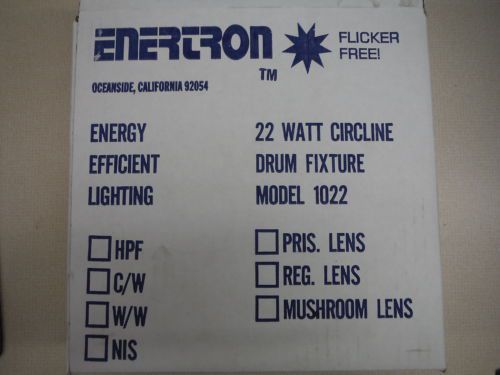 ENERTRON TM
FLICKER
FREE!
OCEANSIDE, CALIFORNIA 92054
ENERGY
EFFICIENT
LIGHTING
22 WATT CIRCLINE
DRUM FIXTURE
MODEL 1022
HPF
C/W
W/W
NIS
PRIS. LENS
REG. LENS
MUSHROOM LENS